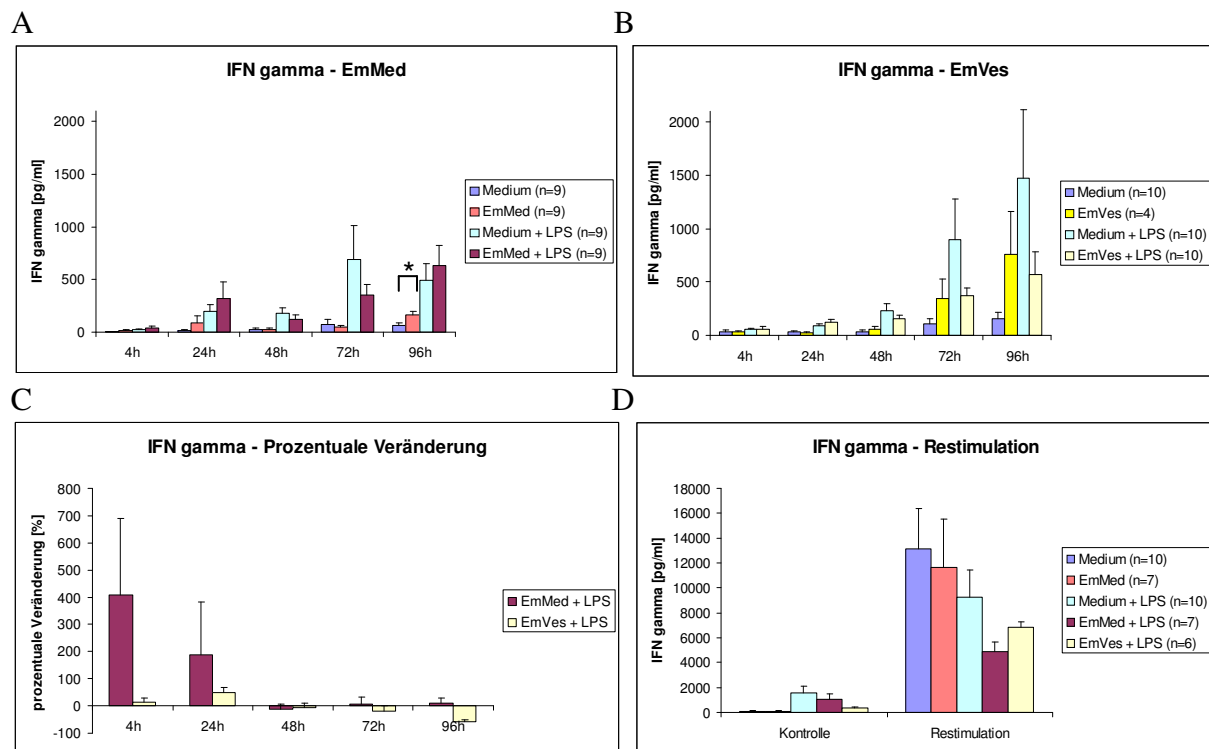 A
IFN gamma - EmMed
IFN gamma [pg/ml]
2000
1500
1000
500
0
*
4h 24h 48h 72h 96h
Medium (n=9)
EmMed (n=9)
Medium + LPS (n=9)
EmMed + LPS (n=9)
B
IFN gamma - EmVes
IFN gamma [pg/ml]
2000
1500
1000
500
0
4h 24h 48h 72h 96h
Medium (n=10)
EmVes (n=4)
Medium + LPS (n=10)
EmVes + LPS (n=10)
C
IFN gamma - Prozentuale Veränderung
prozentuale Veränderung [%]
800
700
600
500
400
300
200
100
0
-100
4h 24h 48h 72h 96h
EmMed + LPS
EmVes + LPS
D
IFN gamma - Restimulation
IFN gamma [pg/ml]
18000
16000
14000
12000
10000
8000
6000
4000
2000
0
Kontrolle Restimulation
Medium (n=10)
EmMed (n=7)
Medium + LPS (n=10)
EmMed + LPS (n=7)
EmVes + LPS (n=6)